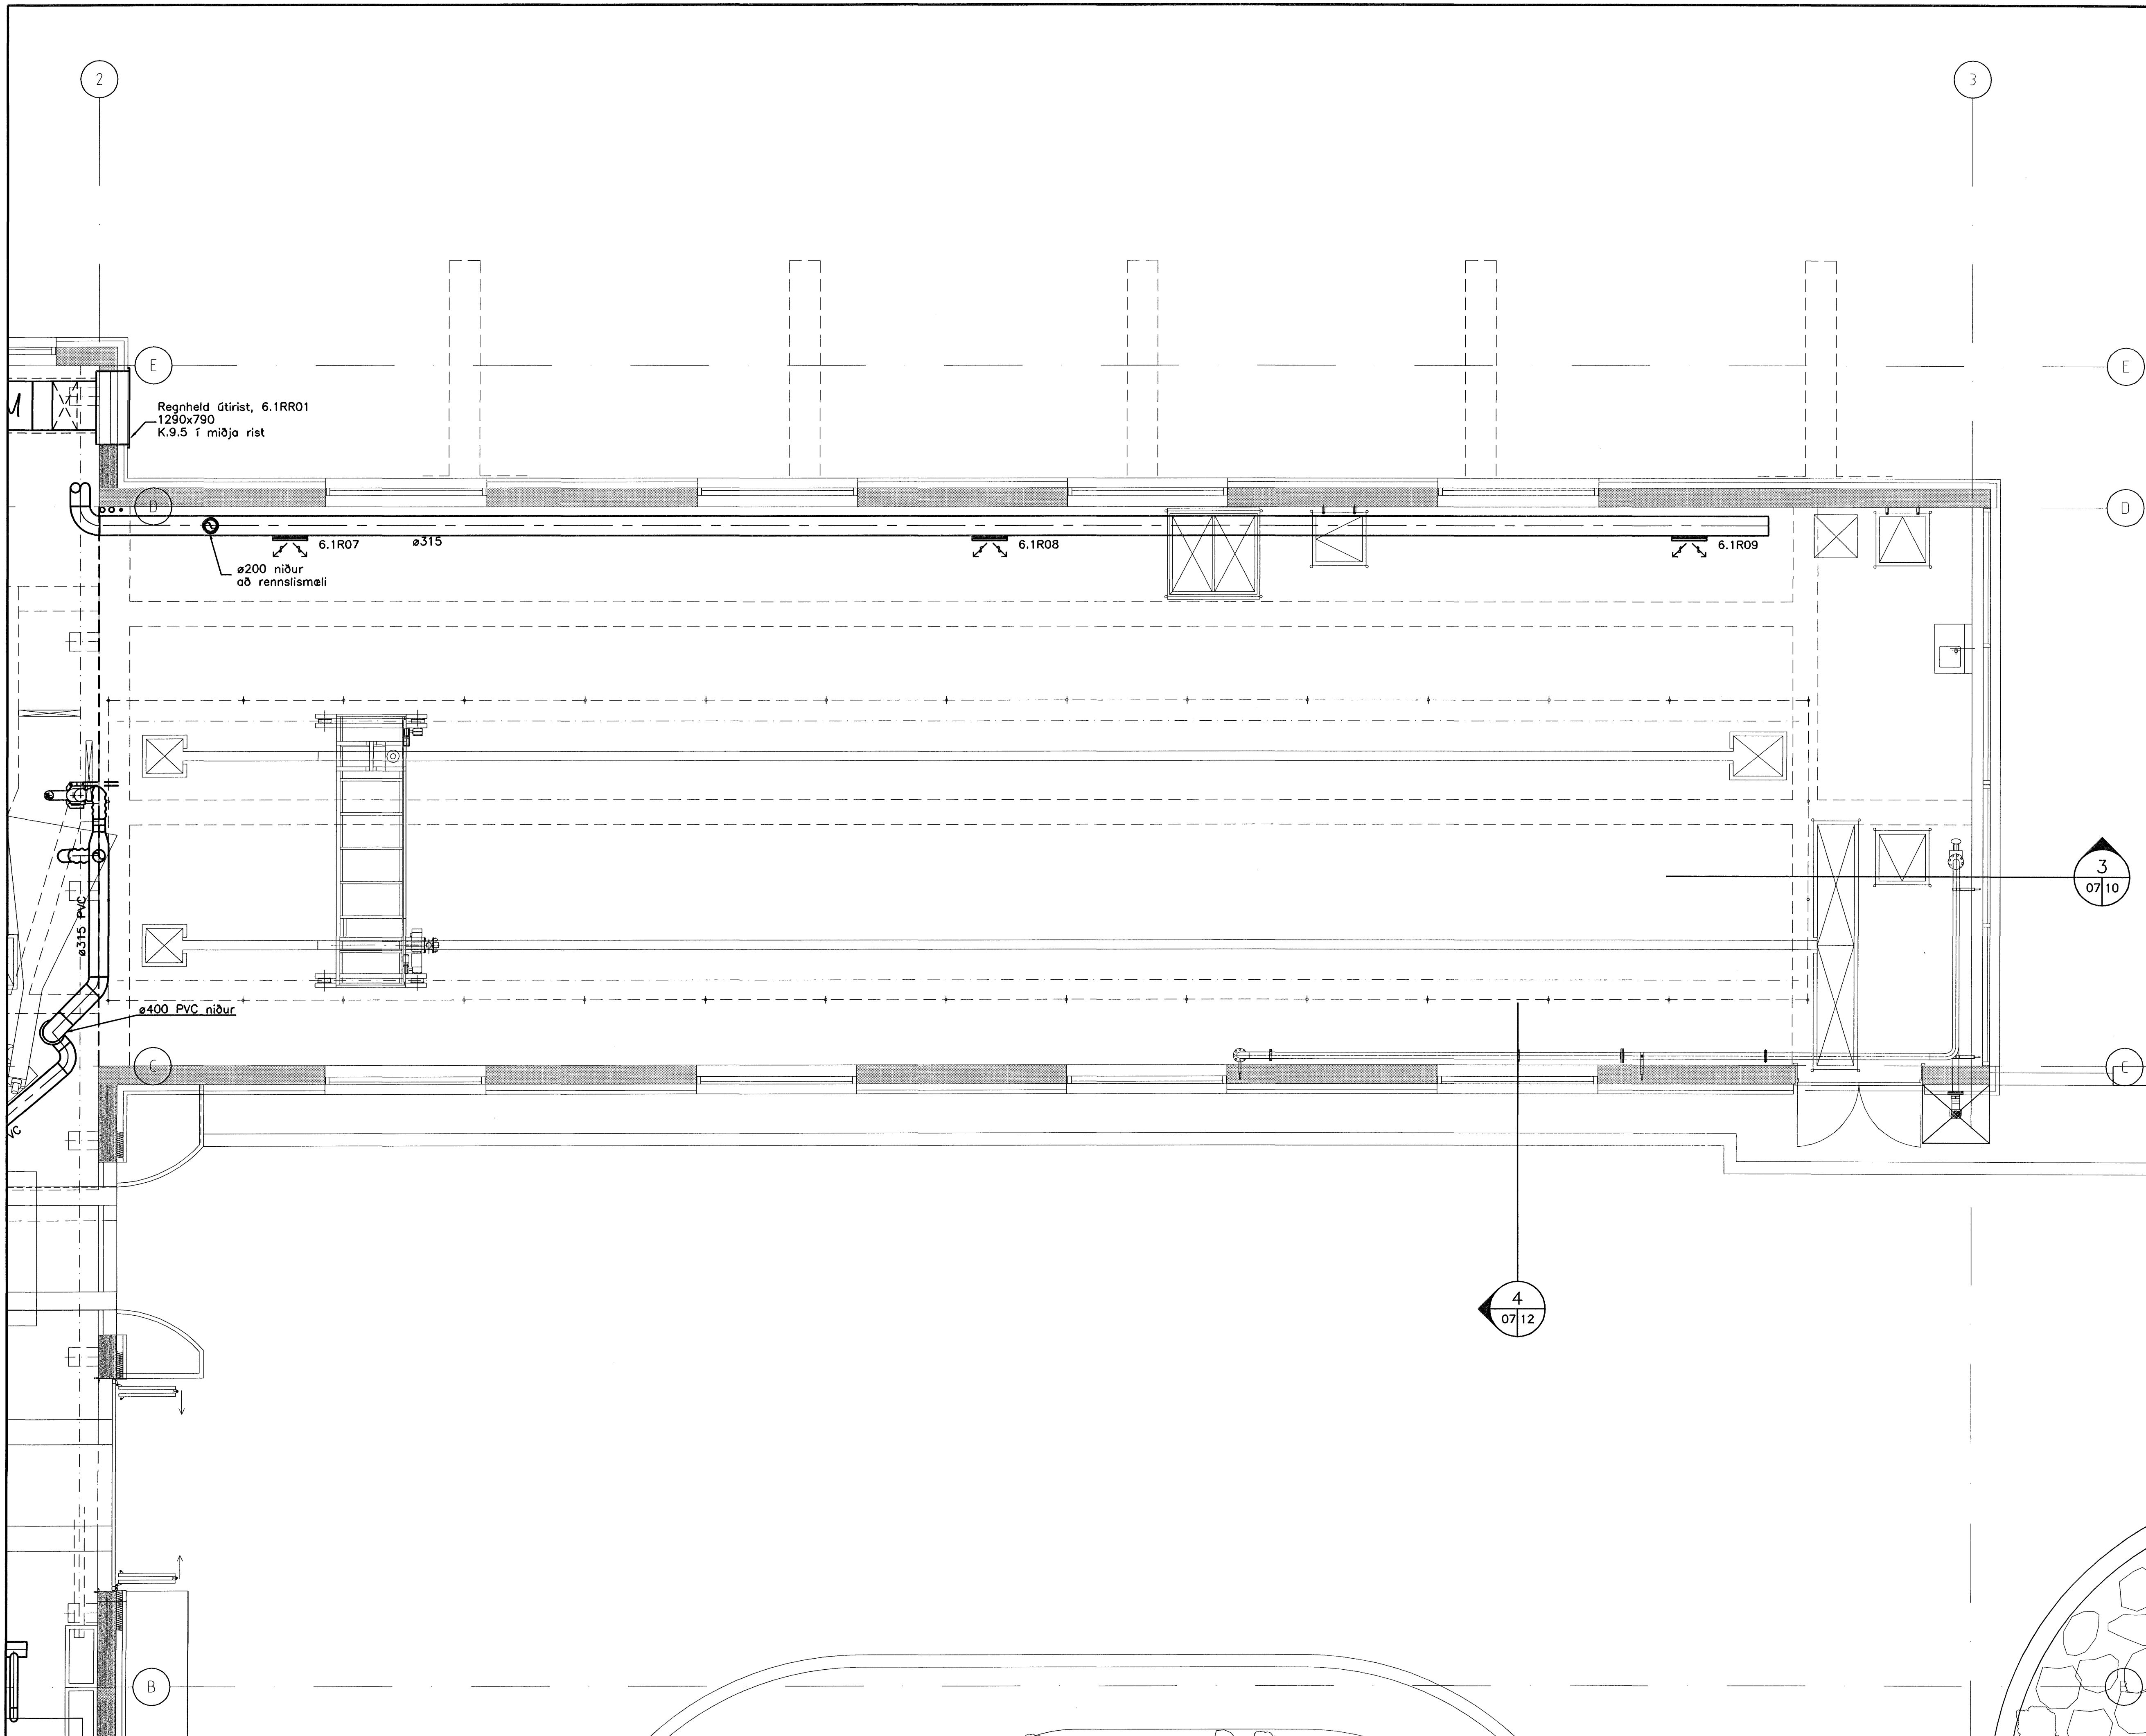 2
3
E
E
M
Regnheld útirist, 6.1RR01
1290x790
K.9.5 í miðja rist
D
D
6.1R07
ø315
6.1R08
6.1R09
ø200 niður
að rennslismæli
3
07 10
ø315 PVC
ø400 PVC niður
C
C
VC
4
07 12
B
B